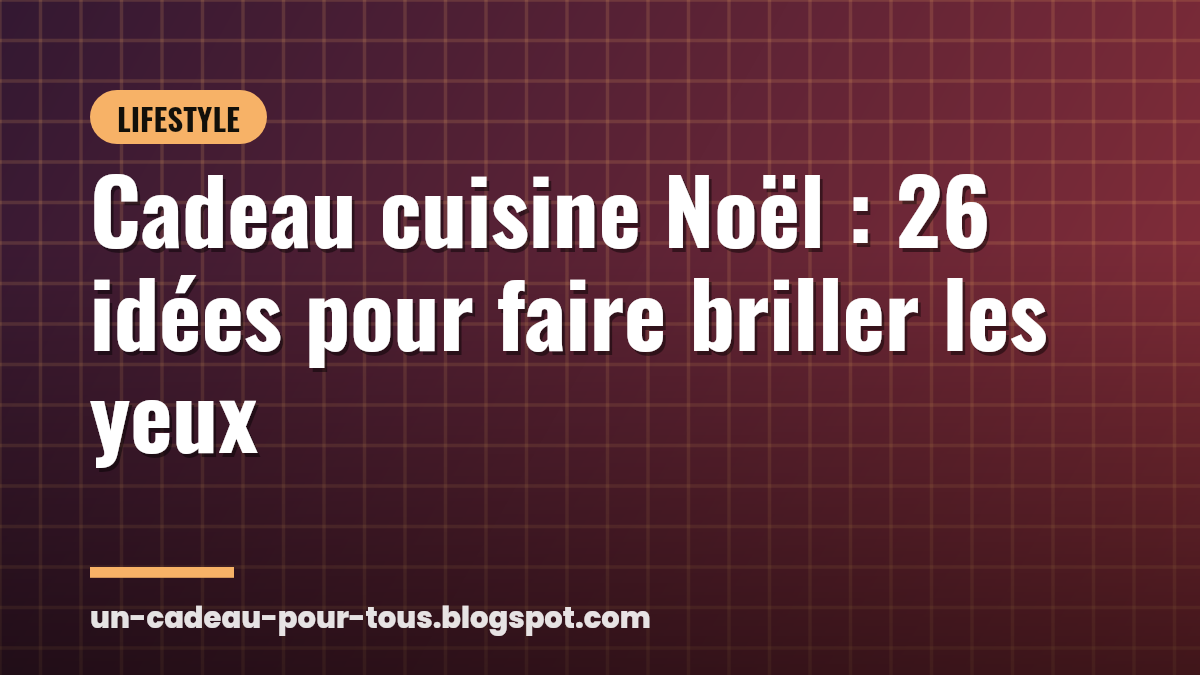 LIFESTYLE
Cadeau cuisine Noël : 26
idées pour faire briller les
yeux
un-cadeau-pour-tous.blogspot.com